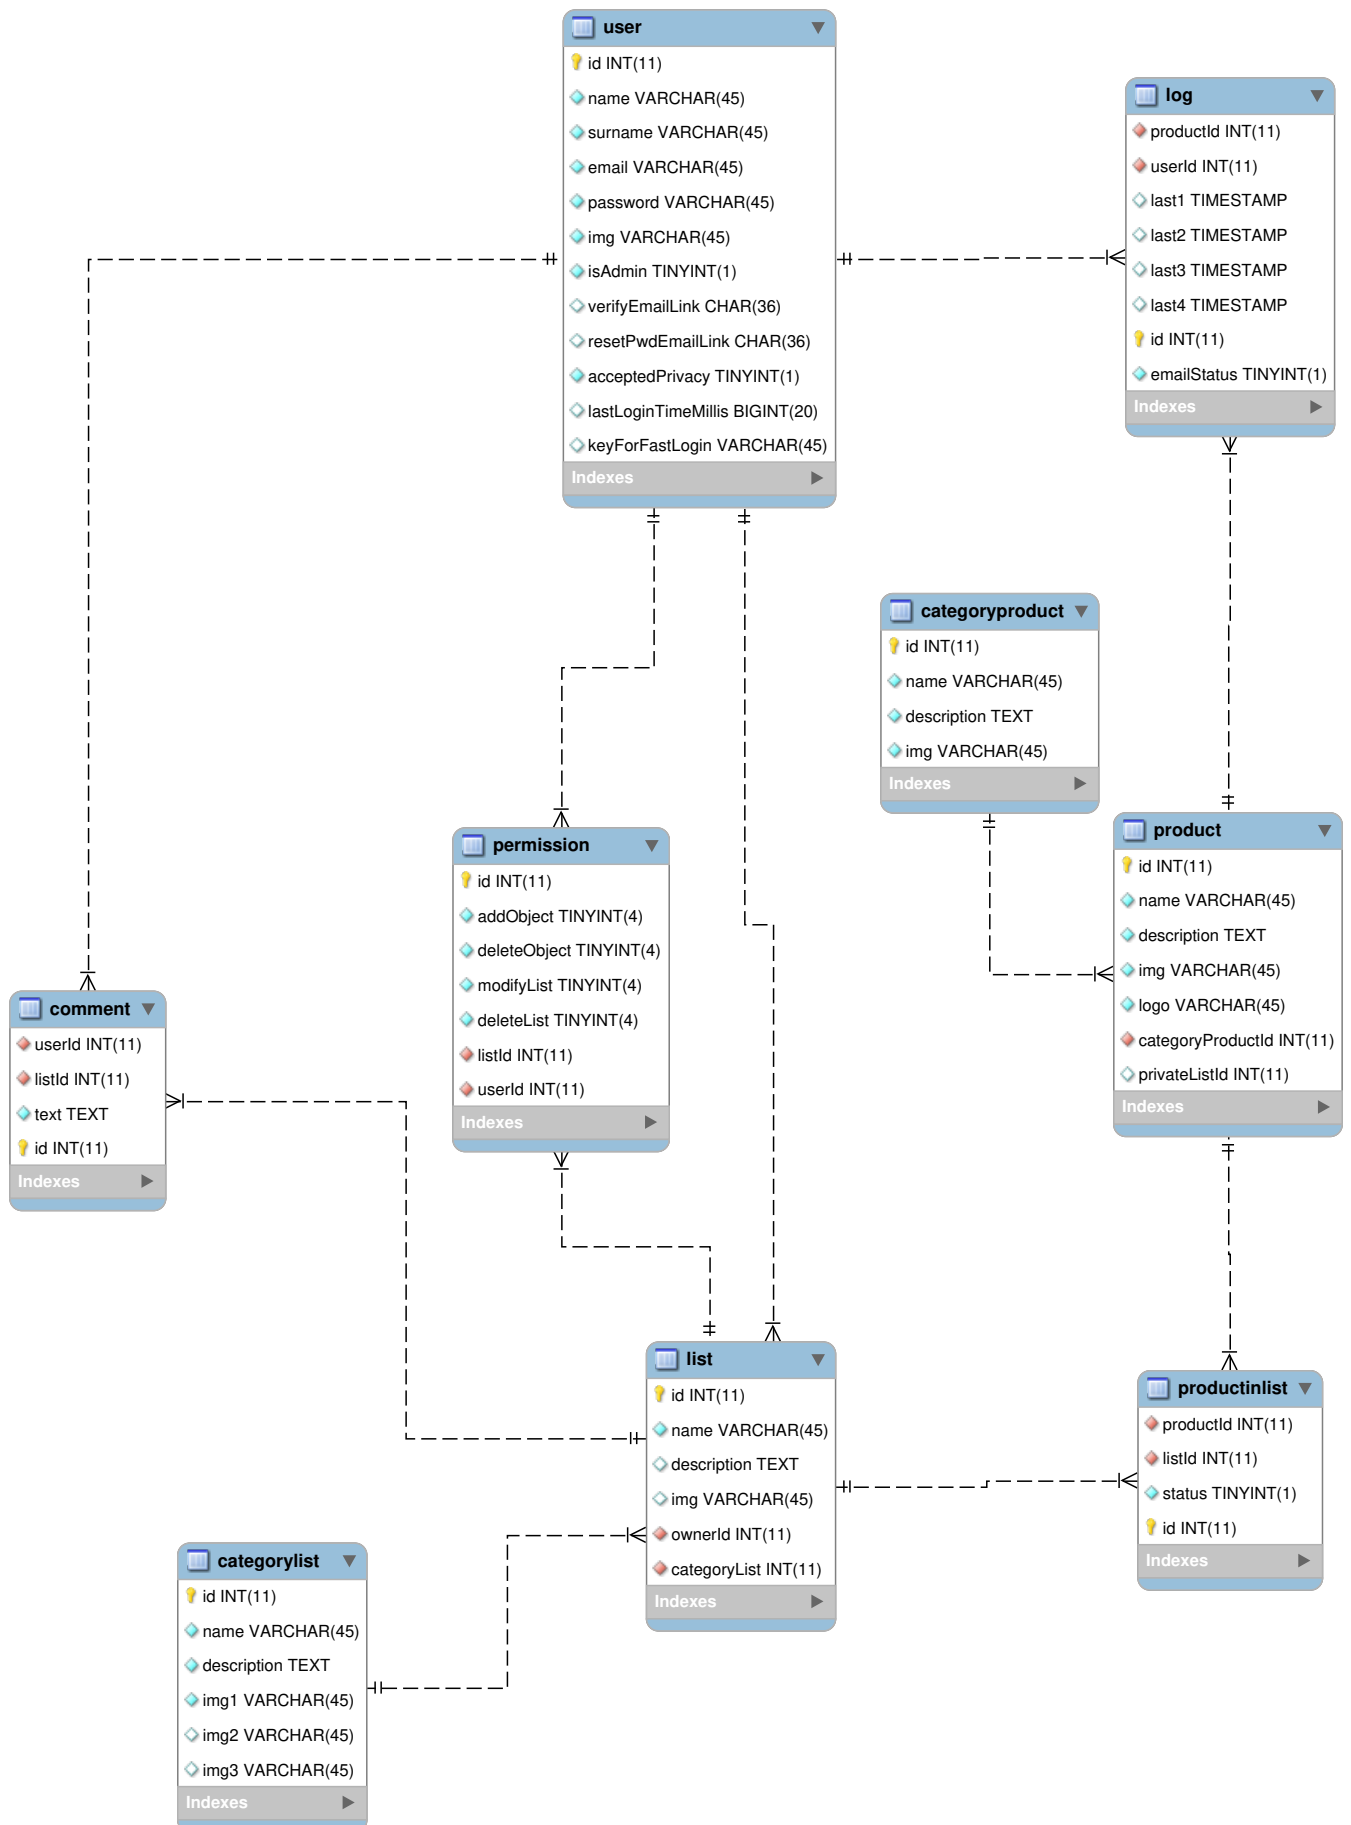 user
id INT(11)
name VARCHAR(45)
surname VARCHAR(45)
email VARCHAR(45)
password VARCHAR(45)
img VARCHAR(45)
isAdmin TINYINT(1)
verifyEmailLink CHAR(36)
resetPwdEmailLink CHAR(36)
acceptedPrivacy TINYINT(1)
lastLoginTimeMillis BIGINT(20)
keyForFastLogin VARCHAR(45)
Indexes
log
productId INT(11)
userId INT(11)
last1 TIMESTAMP
last2 TIMESTAMP
last3 TIMESTAMP
last4 TIMESTAMP
id INT(11)
emailStatus TINYINT(1)
Indexes
categoryproduct
id INT(11)
name VARCHAR(45)
description TEXT
img VARCHAR(45)
Indexes
product
id INT(11)
name VARCHAR(45)
description TEXT
img VARCHAR(45)
logo VARCHAR(45)
categoryProductId INT(11)
privateListId INT(11)
Indexes
permission
id INT(11)
addObject TINYINT(4)
deleteObject TINYINT(4)
modifyList TINYINT(4)
deleteList TINYINT(4)
listId INT(11)
userId INT(11)
Indexes
comment
userId INT(11)
listId INT(11)
text TEXT
id INT(11)
Indexes
list
id INT(11)
name VARCHAR(45)
description TEXT
img VARCHAR(45)
ownerId INT(11)
categoryList INT(11)
Indexes
productinlist
productId INT(11)
listId INT(11)
status TINYINT(1)
id INT(11)
Indexes
categorylist
id INT(11)
name VARCHAR(45)
description TEXT
img1 VARCHAR(45)
img2 VARCHAR(45)
img3 VARCHAR(45)
Indexes